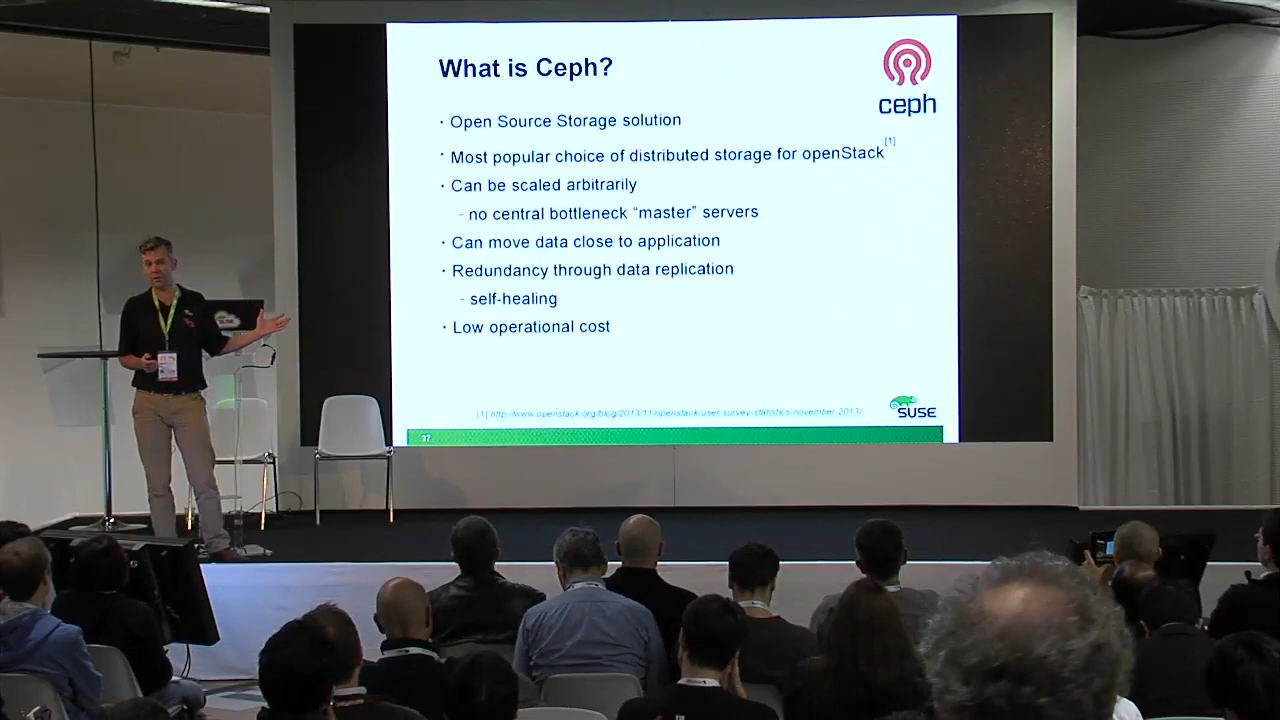 What is Ceph?
ceph
· Open Source Storage solution
· Most popular choice of distributed storage for openStack[1]
· Can be scaled arbitrarily
- no central bottleneck “master” servers
· Can move data close to application
· Redundancy through data replication
- self-healing
· Low operational cost
[1] http://www.openstack.org/blog/2013/11/openstack-user-survey-statistics-november-2013/
SUSE
37